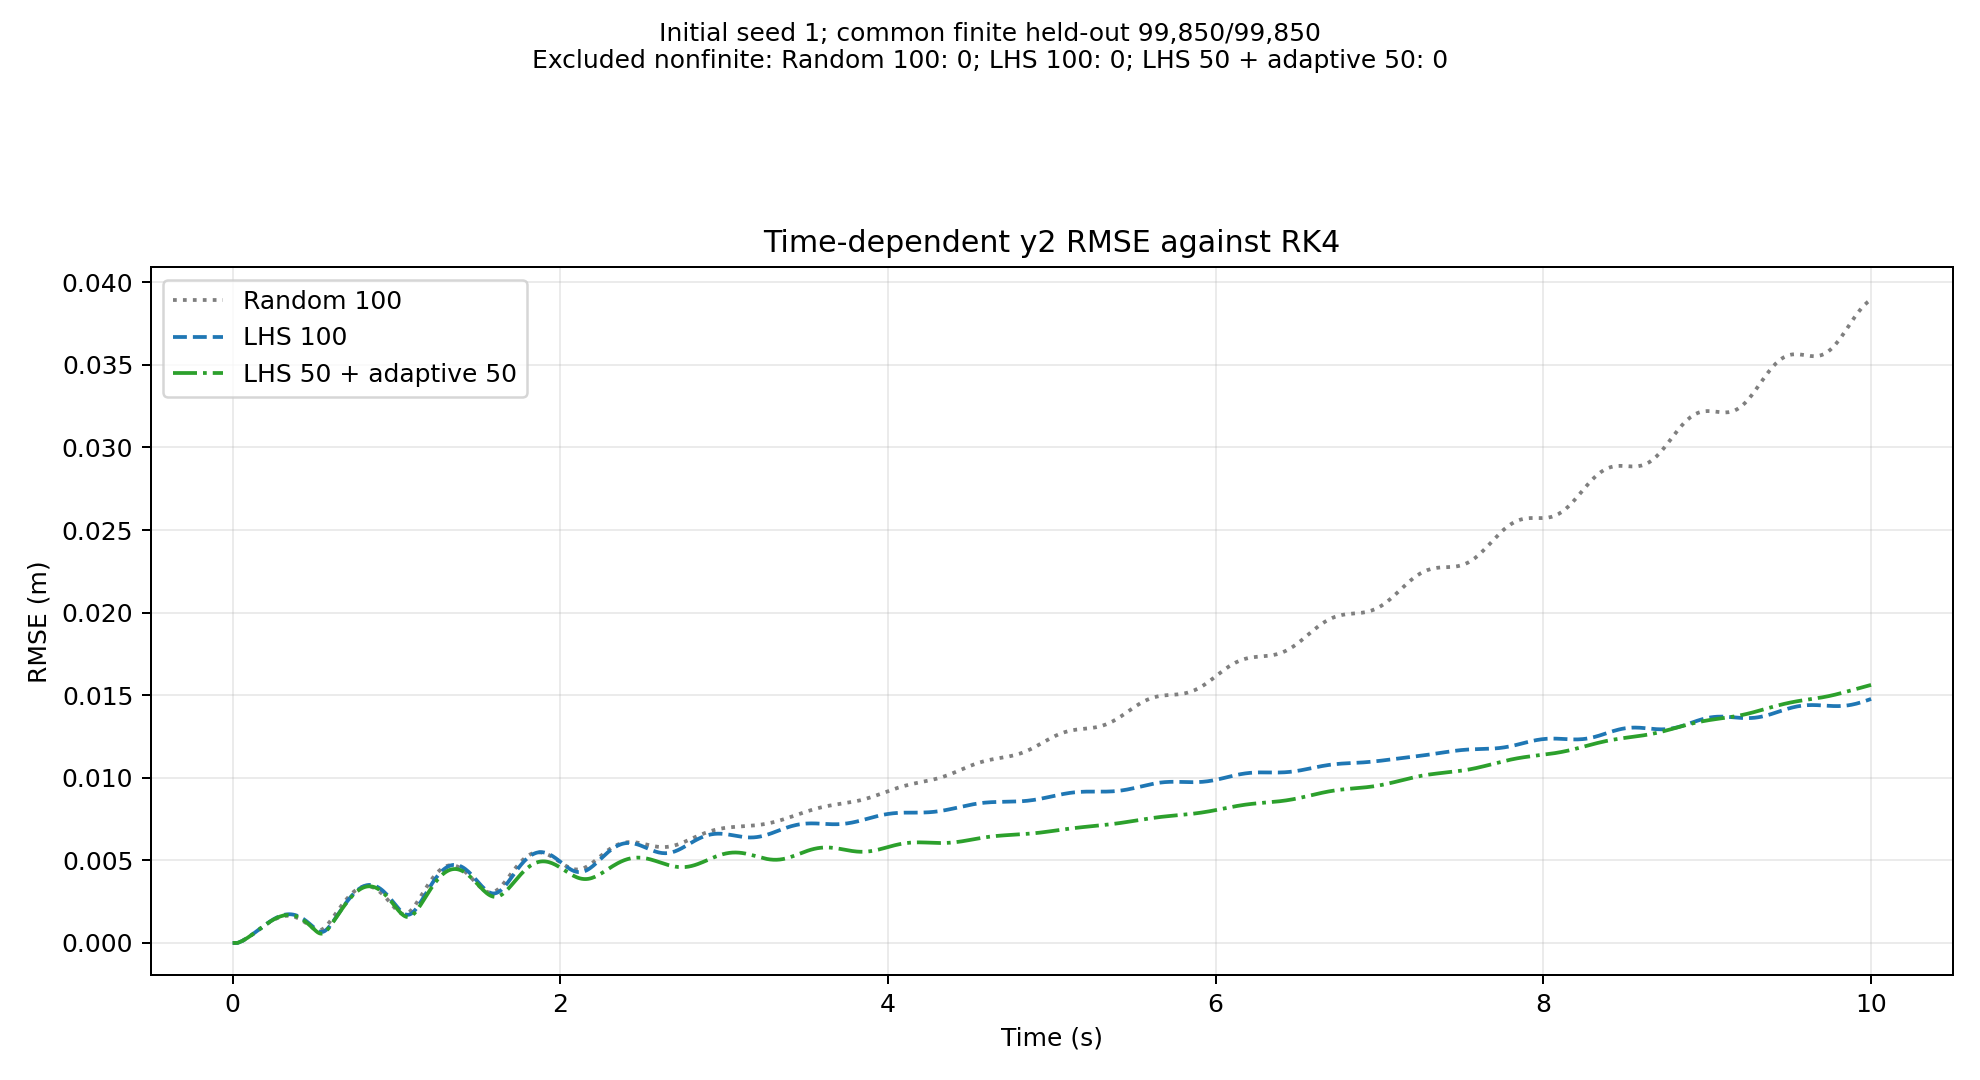 Initial seed 1; common finite held-out 99,850/99,850
Excluded nonfinite: Random 100: 0; LHS 100: 0; LHS 50 + adaptive 50: 0
Time-dependent y2 RMSE against RK4
Random 100
LHS 100
LHS 50 + adaptive 50
RMSE (m)
0.040
0.035
0.030
0.025
0.020
0.015
0.010
0.005
0.000
0 2 4 6 8 10
Time (s)